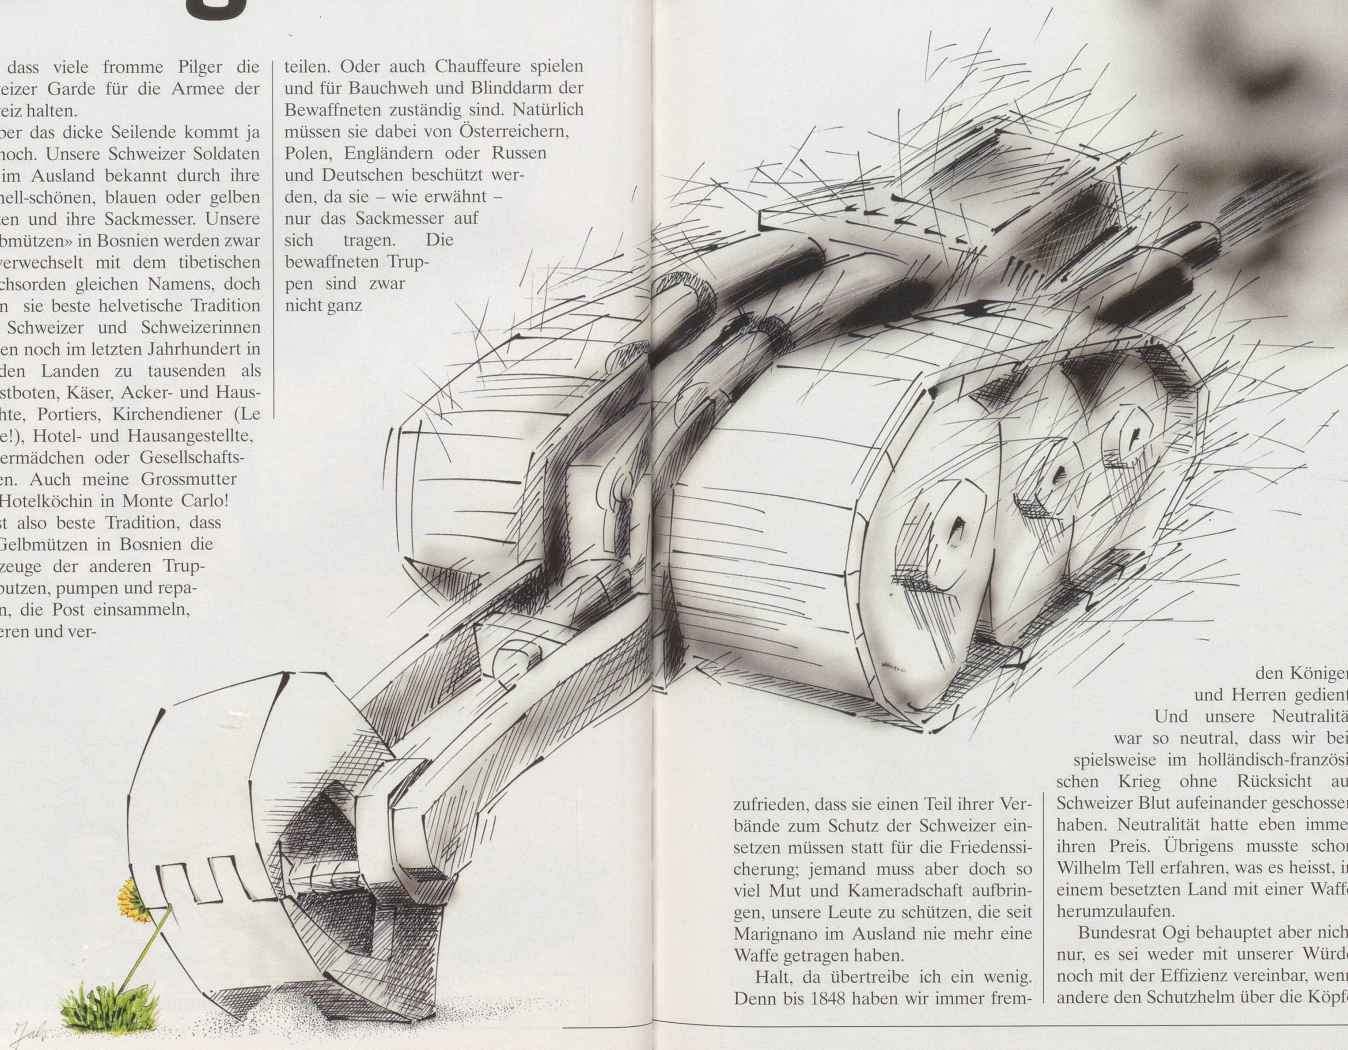 g
dass viele fromme Pilger die
eizer Garde für die Armee der
eiz halten.
ber das dicke Seilende kommt ja
noch. Unsere Schweizer Soldaten
im Ausland bekannt durch ihre
nell-schönen, blauen oder gelben
zen und ihre Sackmesser. Unsere
bmützen» in Bosnien werden zwar
verwechselt mit dem tibetischen
chsorden gleichen Namens, doch
n sie beste helvetische Tradition
Schweizer und Schweizerinnen
en noch im letzten Jahrhundert in
den Landen zu tausenden als
stboten, Käser, Acker- und Haus-
hte, Portiers, Kirchendiener (Le
e!), Hotel- und Hausangestellte,
ermädchen oder Gesellschafts-
en. Auch meine Grossmutter
Hotelköchin in Monte Carlo!
st also beste Tradition, dass
Gelbmützen in Bosnien die
zeuge der anderen Trup-
putzen, pumpen und repa-
n, die Post einsammeln,
eren und ver-
teilen. Oder auch Chauffeure spielen
und für Bauchweh und Blinddarm der
Bewaffneten zuständig sind. Natürlich
müssen sie dabei von Österreichern,
Polen, Engländern oder Russen
und Deutschen beschützt wer-
den, da sie – wie erwähnt –
nur das Sackmesser auf
sich tragen. Die
bewaffneten Trup-
pen sind zwar
nicht ganz
zufrieden, dass sie einen Teil ihrer Ver-
bände zum Schutz der Schweizer ein-
setzen müssen statt für die Friedenssi-
cherung; jemand muss aber doch so
viel Mut und Kameradschaft aufbrin-
gen, unsere Leute zu schützen, die seit
Marignano im Ausland nie mehr eine
Waffe getragen haben.
Halt, da übertreibe ich ein wenig.
Denn bis 1848 haben wir immer frem-
den Königen
und Herren gedient
Und unsere Neutralitä
war so neutral, dass wir bei
spielsweise im holländisch-französi
schen Krieg ohne Rücksicht au
Schweizer Blut aufeinander geschossen
haben. Neutralität hatte eben imme
ihren Preis. Übrigens musste schon
Wilhelm Tell erfahren, was es heisst, in
einem besetzten Land mit einer Waffe
herumzulaufen.
Bundesrat Ogi behauptet aber nich
nur, es sei weder mit unserer Würde
noch mit der Effizienz vereinbar, wenn
andere den Schutzhelm über die Köpfe